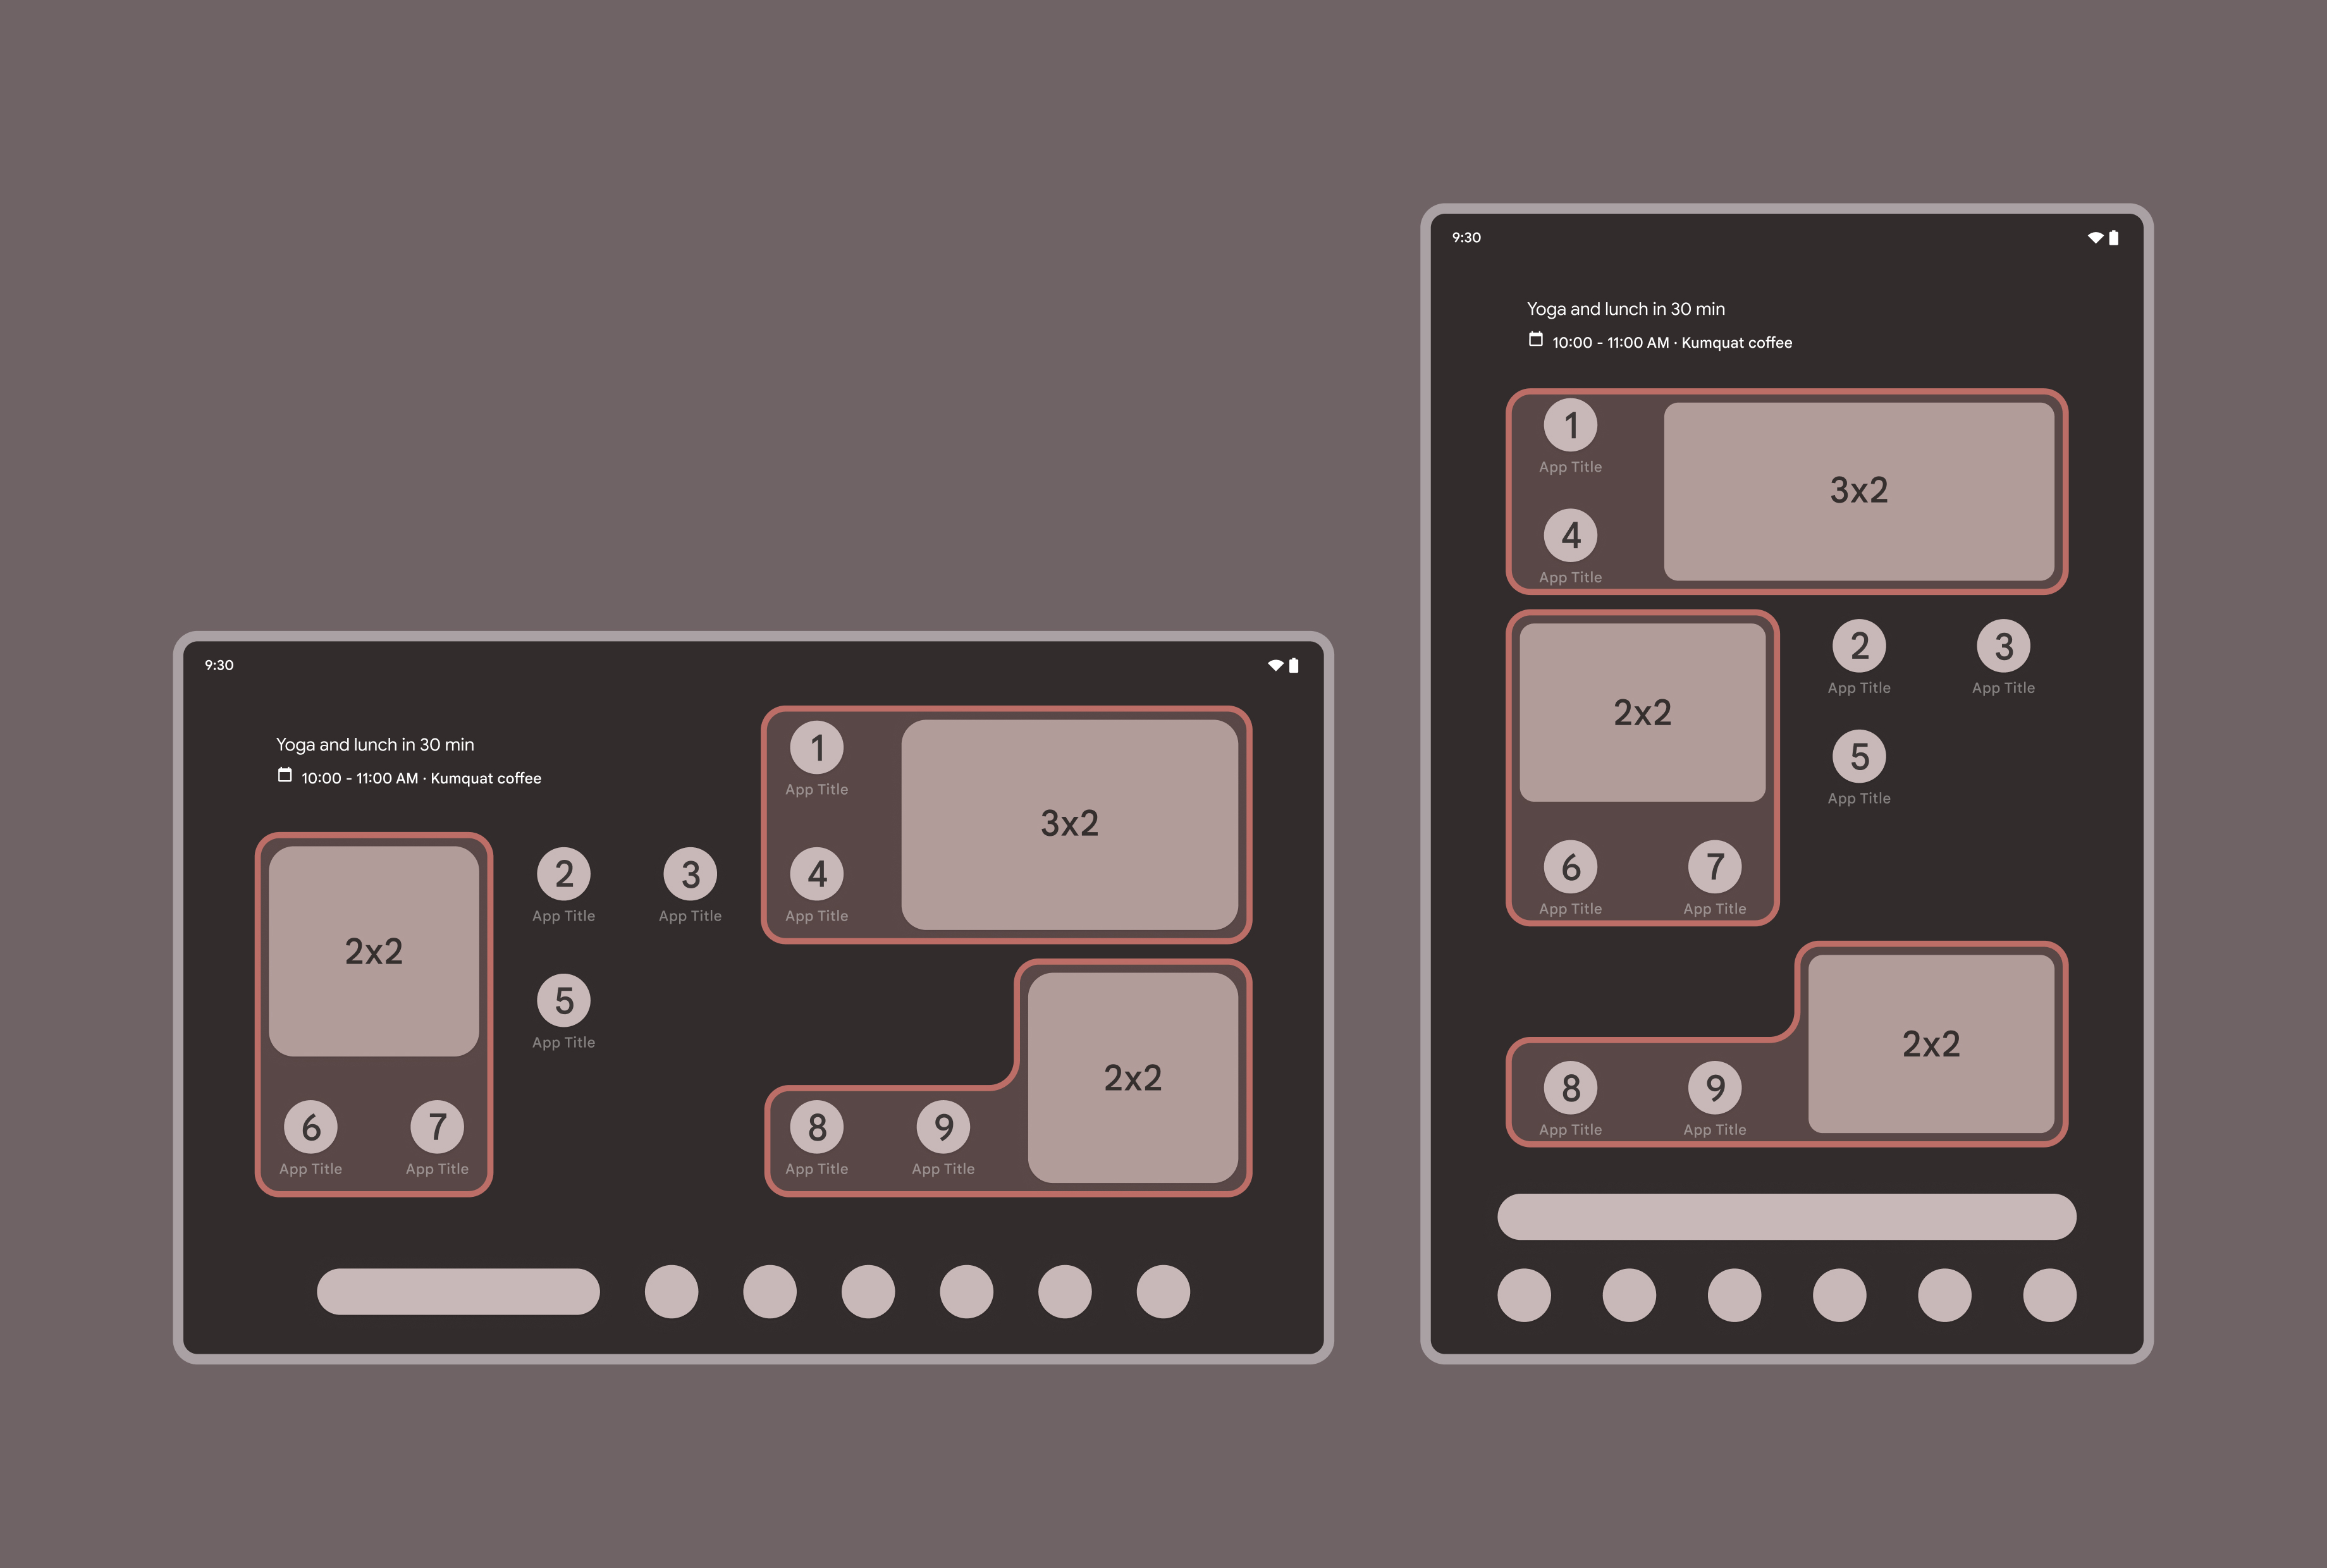 9:30
Yoga and lunch in 30 min
10:00 - 11:00 AM · Kumquat coffee
1
App Title
3x2
4
App Title
2x2
2
App Title
3
App Title
5
App Title
6
App Title
7
App Title
2x2
8
App Title
9
App Title
9:30
Yoga and lunch in 30 min
10:00 - 11:00 AM · Kumquat coffee
1
App Title
3x2
4
App Title
2x2
2
App Title
3
App Title
5
App Title
6
App Title
7
App Title
2x2
8
App Title
9
App Title